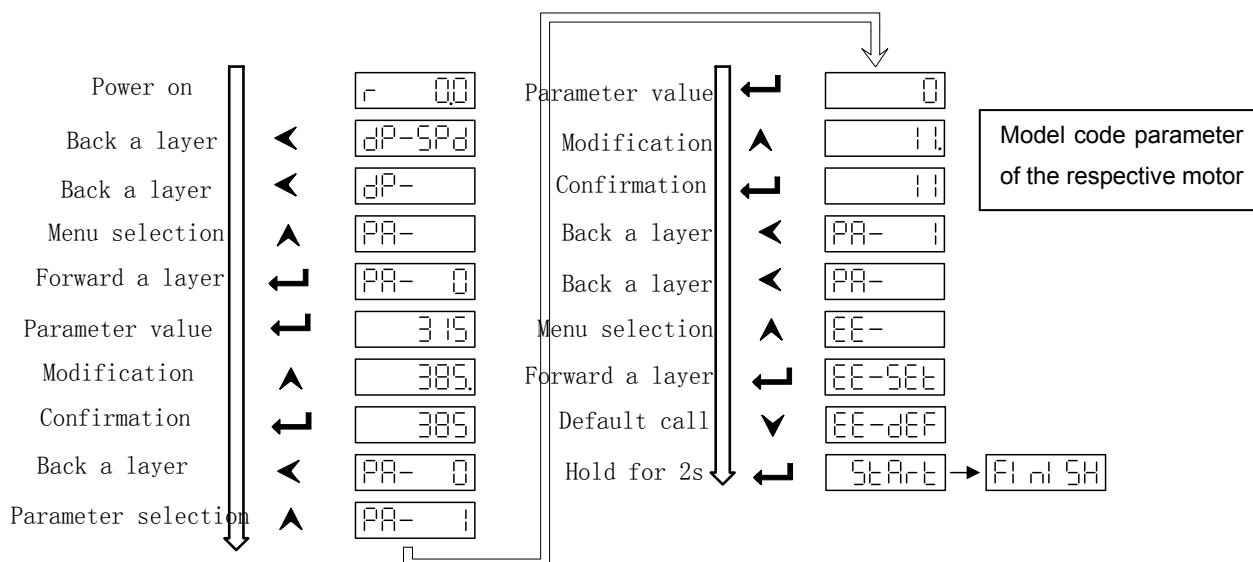 Power on
r 0.0
Back a layer
dP-SPd
Back a layer
dP-
Menu selection
PA-
Forward a layer
PA- 0
Parameter value
315
Modification
385.
Confirmation
385
Back a layer
PA- 0
Parameter selection
PA- 1
Parameter value
0
Modification
11.
Confirmation
11
Back a layer
PA- 1
Back a layer
PA-
Menu selection
EE-
Forward a layer
EE-SEt
Default call
EE-dEF
Hold for 2s
StArt
FInISH
Model code parameter
of the respective motor